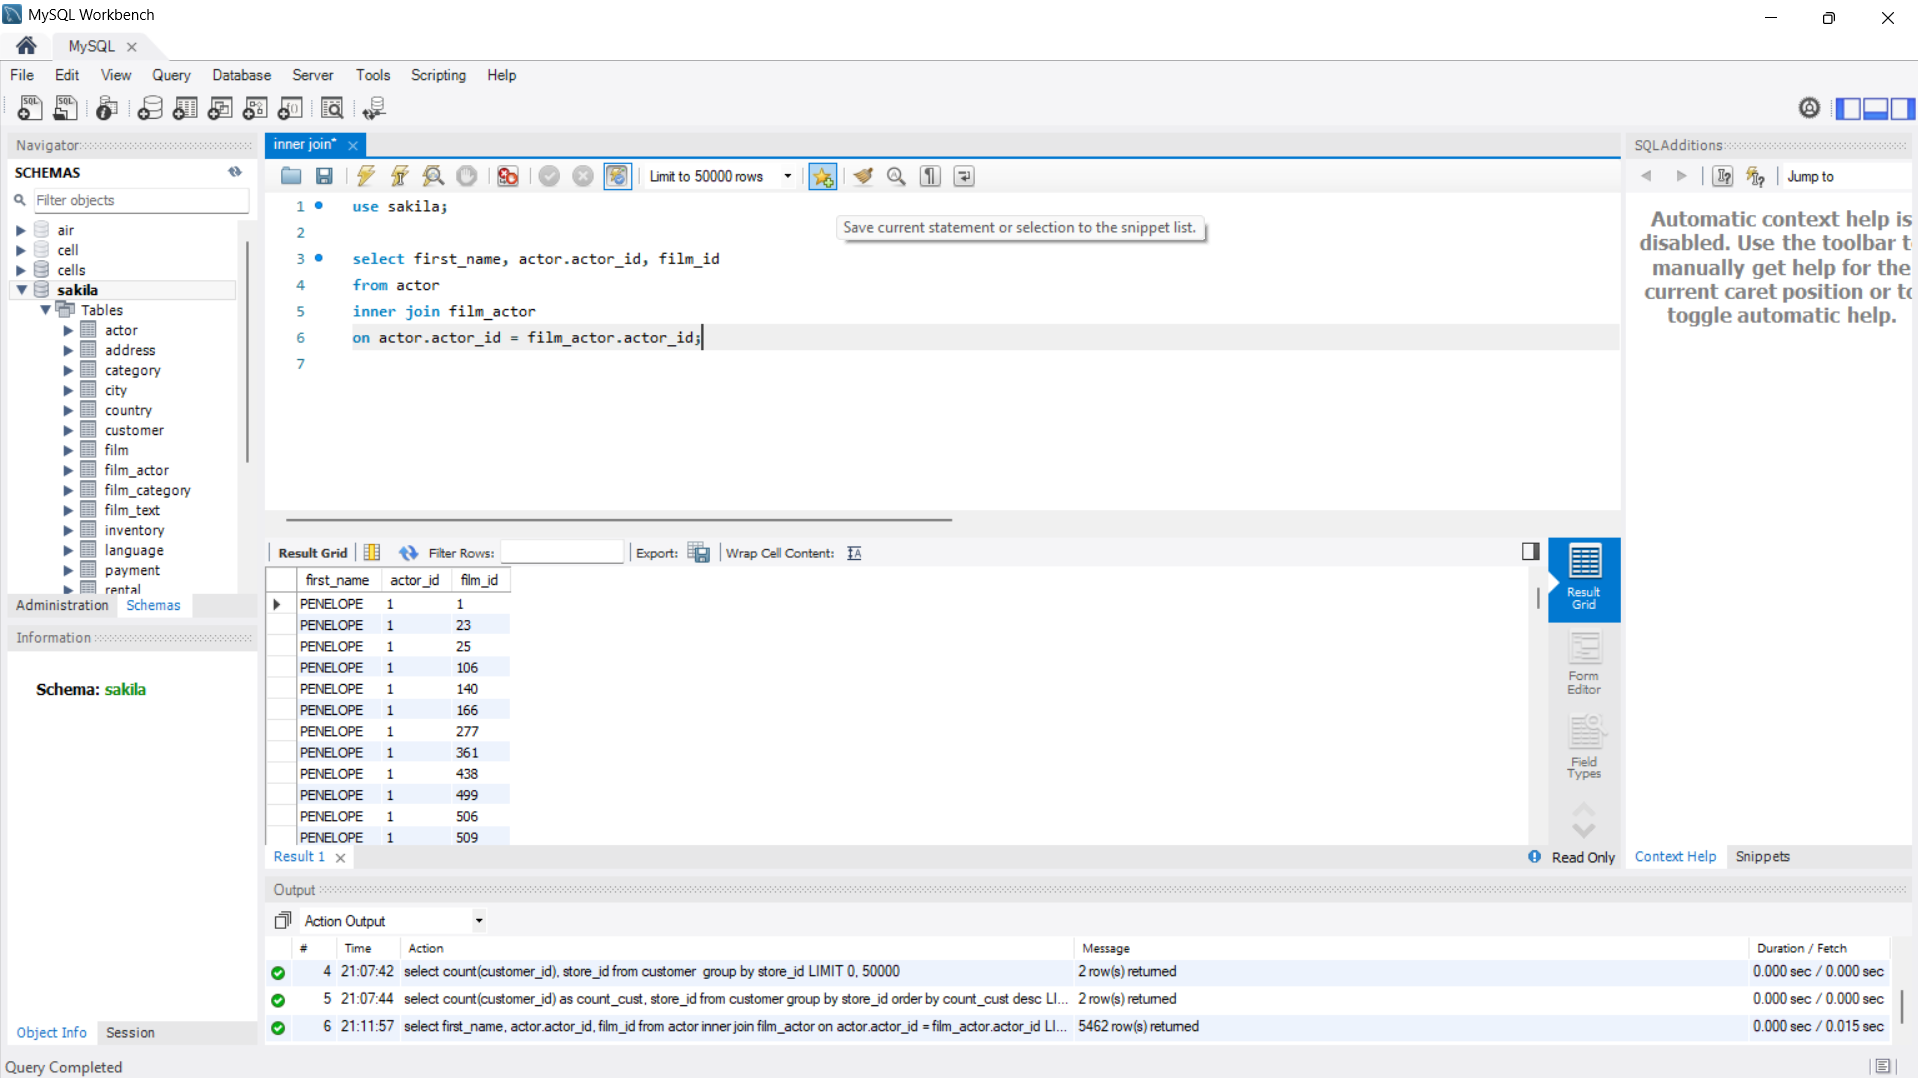 MySQL Workbench
MySQL
File Edit View Query Database Server Tools Scripting Help
Navigator
SCHEMAS
Filter objects
air
cell
cells
sakila
Tables
actor
address
category
city
country
customer
film
film_actor
film_category
film_text
inventory
language
payment
rental
Administration Schemas
Information
Schema: sakila
Object Info Session
Query Completed
inner join*
Limit to 50000 rows
Save current statement or selection to the snippet list.
1 use sakila;
2
3 select first_name, actor.actor_id, film_id
4 from actor
5 inner join film_actor
6 on actor.actor_id = film_actor.actor_id;
7
Result Grid Filter Rows: Export: Wrap Cell Content:
first_name actor_id film_id
PENELOPE 1 1
PENELOPE 1 23
PENELOPE 1 25
PENELOPE 1 106
PENELOPE 1 140
PENELOPE 1 166
PENELOPE 1 277
PENELOPE 1 361
PENELOPE 1 438
PENELOPE 1 499
PENELOPE 1 506
PENELOPE 1 509
Result
Grid
Form
Editor
Field
Types
Result 1
Read Only
SQLAdditions
Jump to
Automatic context help is
disabled. Use the toolbar t
manually get help for the
current caret position or to
toggle automatic help.
Context Help Snippets
Output
Action Output
# Time Action Message Duration / Fetch
4 21:07:42 select count(customer_id), store_id from customer group by store_id LIMIT 0, 50000 2 row(s) returned 0.000 sec / 0.000 sec
5 21:07:44 select count(customer_id) as count_cust, store_id from customer group by store_id order by count_cust desc LI... 2 row(s) returned 0.000 sec / 0.000 sec
6 21:11:57 select first_name, actor.actor_id, film_id from actor inner join film_actor on actor.actor_id = film_actor.actor_id LI... 5462 row(s) returned 0.000 sec / 0.015 sec